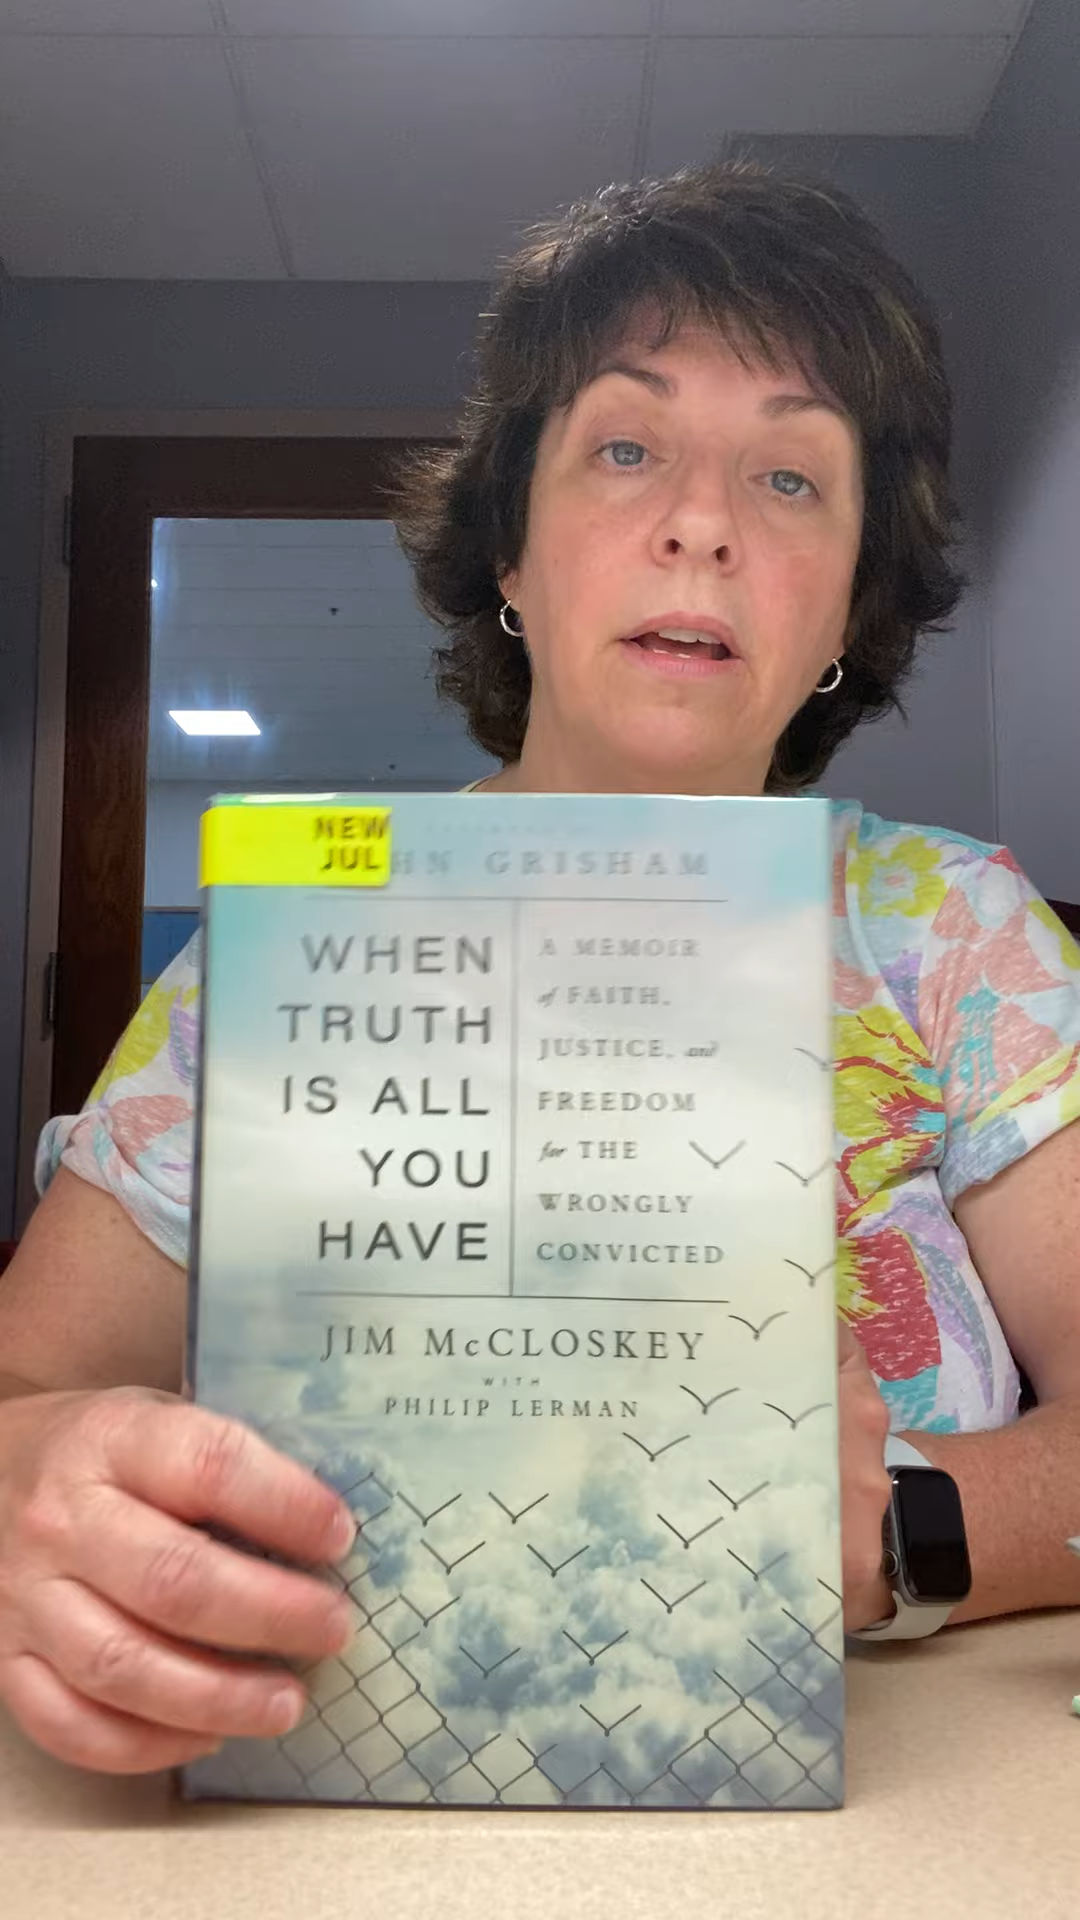 NEW
JUL
HN GRISHAM
WHEN
TRUTH
IS ALL
YOU
HAVE
A MEMOIR
of FAITH,
JUSTICE, and
FREEDOM
for THE
WRONGLY
CONVICTED
JIM McCLOSKEY
WITH
PHILIP LERMAN